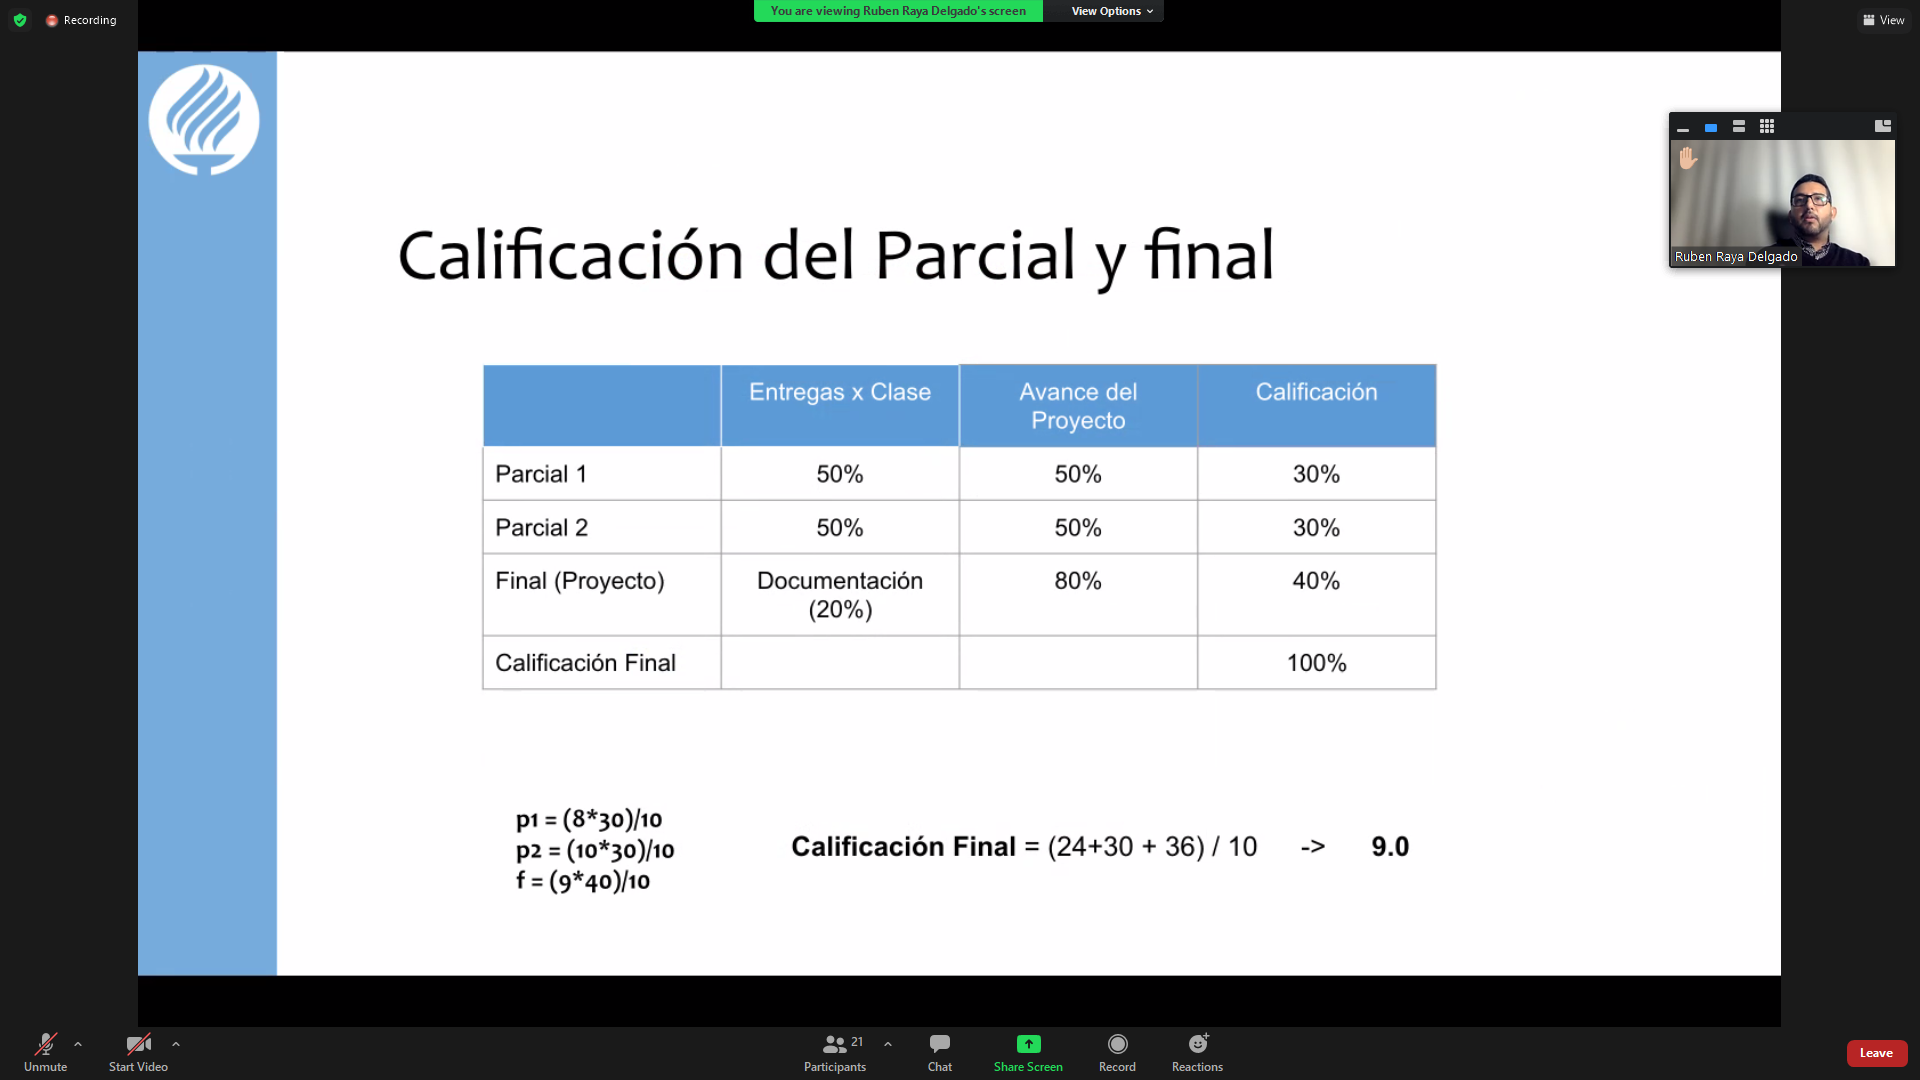 Recording
You are viewing Ruben Raya Delgado's screen
View Options
View
Ruben Raya Delgado
Calificación del Parcial y final
Entregas x Clase
Avance del
Proyecto
Calificación
Parcial 1
50%
50%
30%
Parcial 2
50%
50%
30%
Final (Proyecto)
Documentación
(20%)
80%
40%
Calificación Final
100%
p1 = (8*30)/10
p2 = (10*30)/10
f = (9*40)/10
Calificación Final = (24+30 + 36) / 10 -> 9.0
Unmute
Start Video
21
Participants
Chat
Share Screen
Record
Reactions
Leave